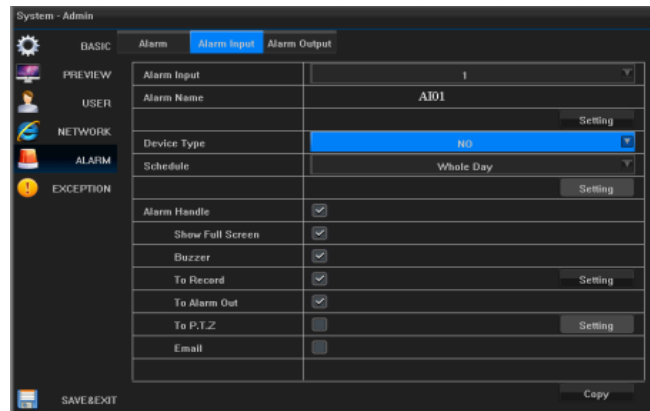 System - Admin
BASIC
PREVIEW
USER
NETWORK
ALARM
EXCEPTION
SAVE&EXIT
Alarm Alarm Input Alarm Output
Alarm Input 1
Alarm Name AI01
Setting
Device Type NO
Schedule Whole Day
Setting
Alarm Handle
Show Full Screen
Buzzer
To Record Setting
To Alarm Out
To P.T.Z Setting
Email
Copy